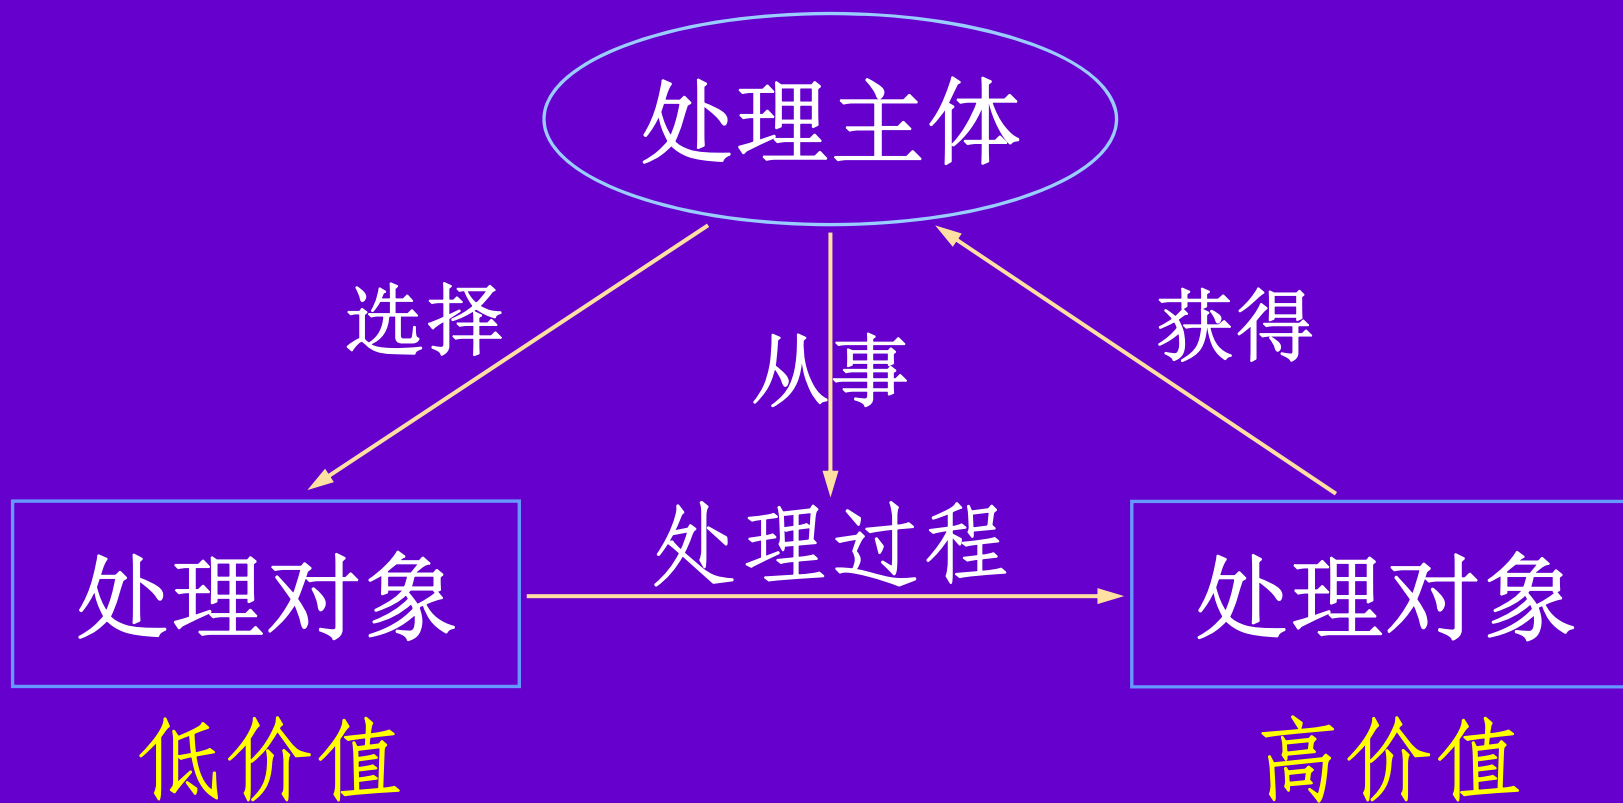 处理主体
选择
从事
获得
处理过程
处理对象
处理对象
低价值
高价值